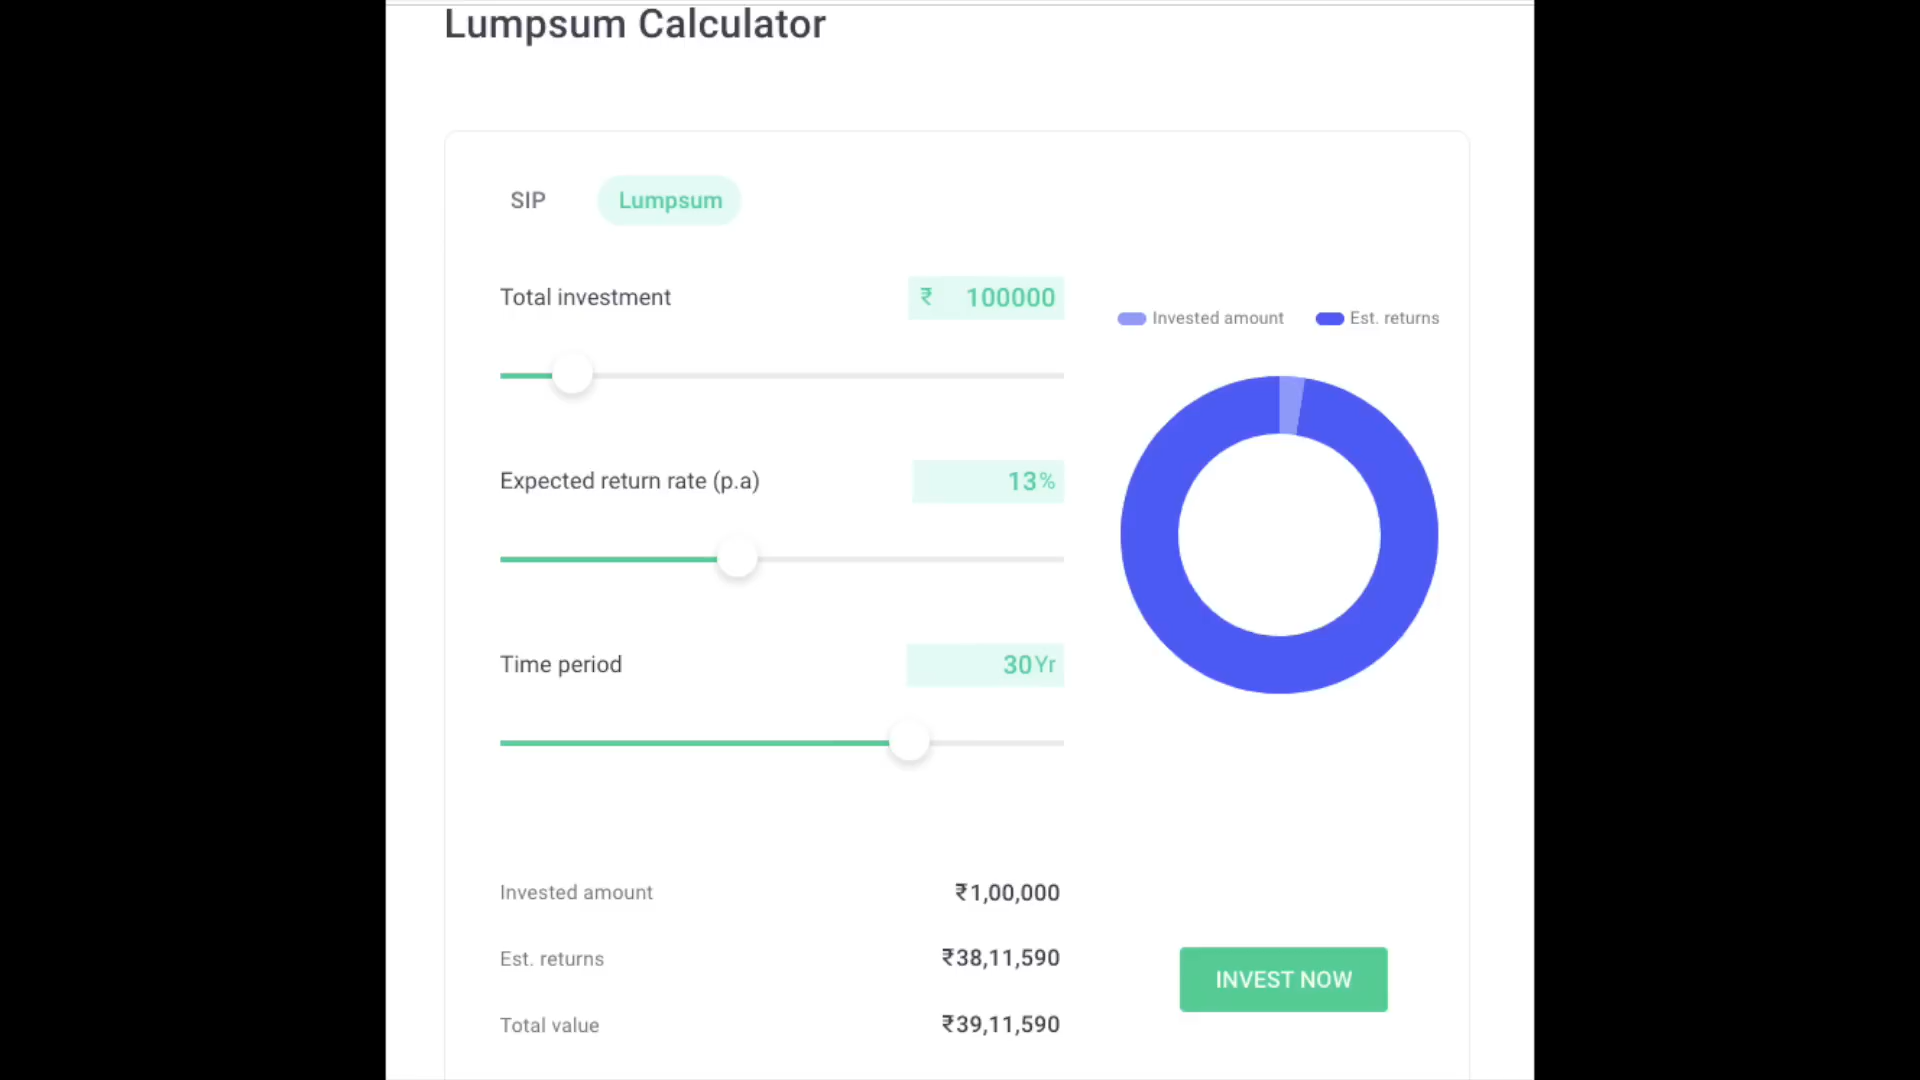 Lumpsum Calculator
SIP Lumpsum
Total investment ₹ 100000
Invested amount Est. returns
Expected return rate (p.a) 13%
Time period 30Yr
Invested amount ₹1,00,000
Est. returns ₹38,11,590
INVEST NOW
Total value ₹39,11,590